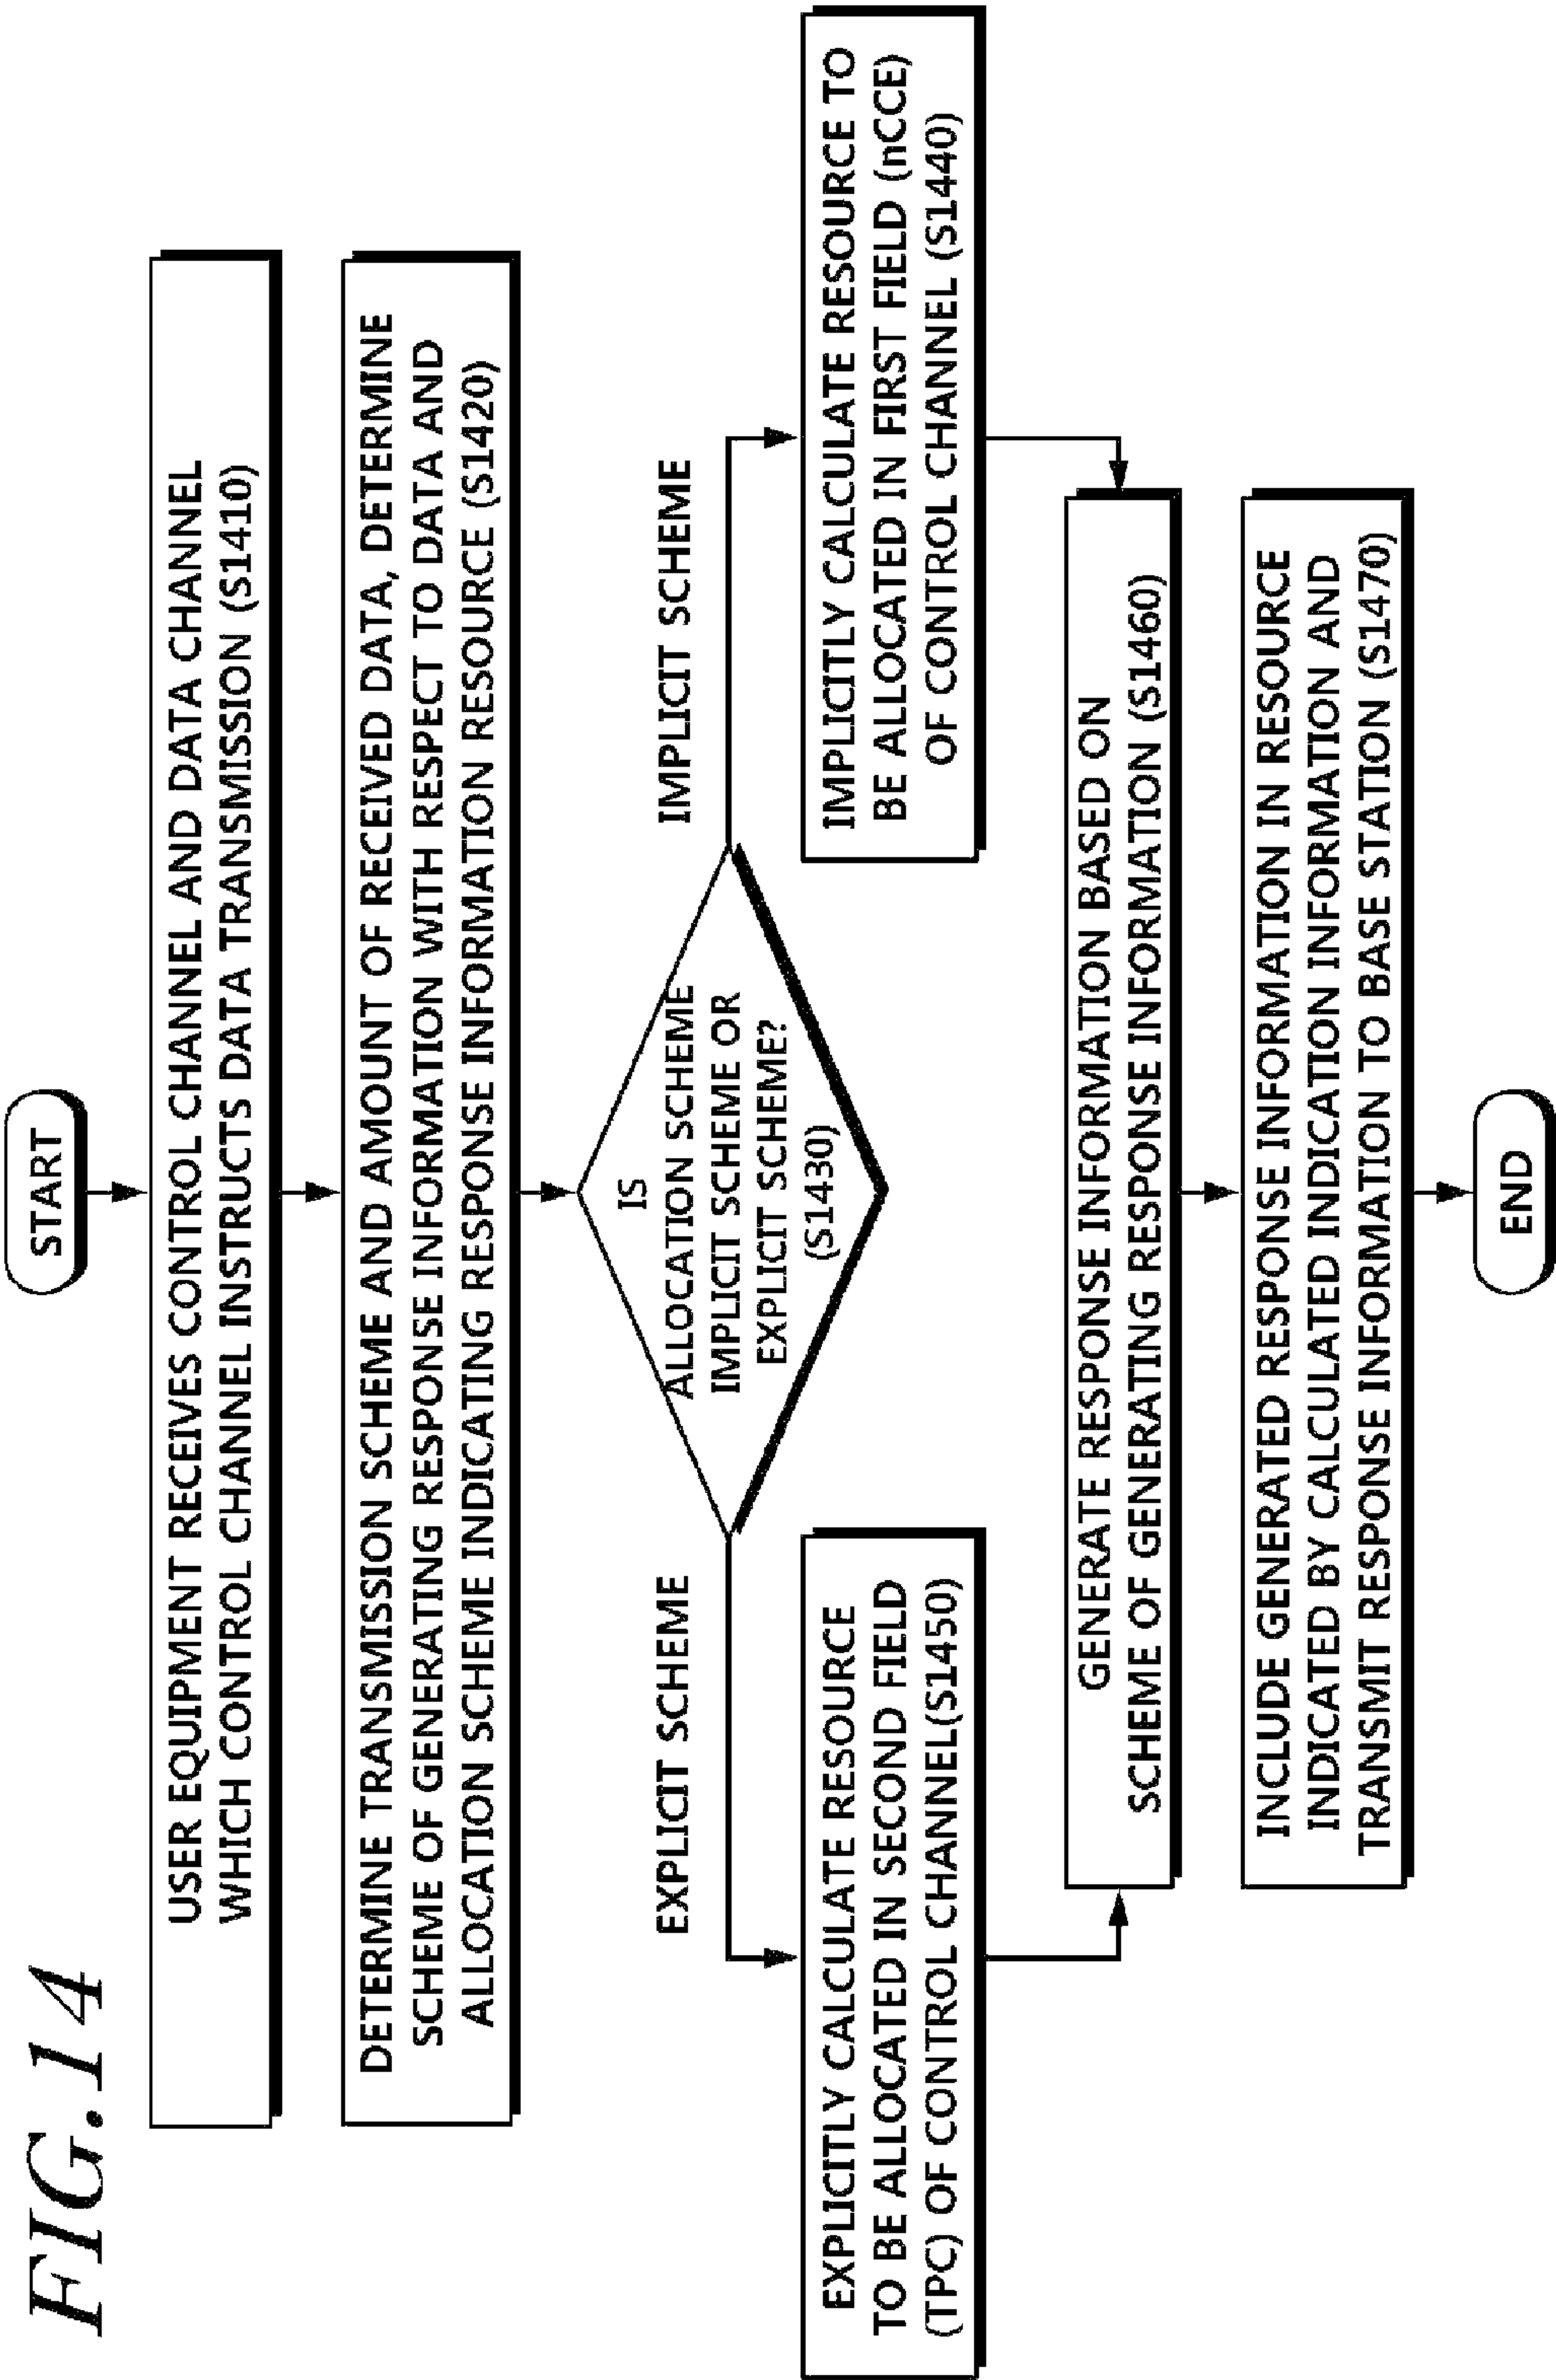 FIG.14
START
USER EQUIPMENT RECEIVES CONTROL CHANNEL AND DATA CHANNEL
WHICH CONTROL CHANNEL INSTRUCTS DATA TRANSMISSION (S1410)
DETERMINE TRANSMISSION SCHEME AND AMOUNT OF RECEIVED DATA, DETERMINE
SCHEME OF GENERATING RESPONSE INFORMATION WITH RESPECT TO DATA AND
ALLOCATION SCHEME INDICATING RESPONSE INFORMATION RESOURCE (S1420)
IS
ALLOCATION SCHEME
IMPLICIT SCHEME OR
EXPLICIT SCHEME?
(S1430)
EXPLICIT SCHEME
IMPLICIT SCHEME
EXPLICITLY CALCULATE RESOURCE
TO BE ALLOCATED IN SECOND FIELD
(TPC) OF CONTROL CHANNEL(S1450)
IMPLICITLY CALCULATE RESOURCE TO
BE ALLOCATED IN FIRST FIELD (nCCE)
OF CONTROL CHANNEL (S1440)
GENERATE RESPONSE INFORMATION BASED ON
SCHEME OF GENERATING RESPONSE INFORMATION (S1460)
INCLUDE GENERATED RESPONSE INFORMATION IN RESOURCE
INDICATED BY CALCULATED INDICATION INFORMATION AND
TRANSMIT RESPONSE INFORMATION TO BASE STATION (S1470)
END